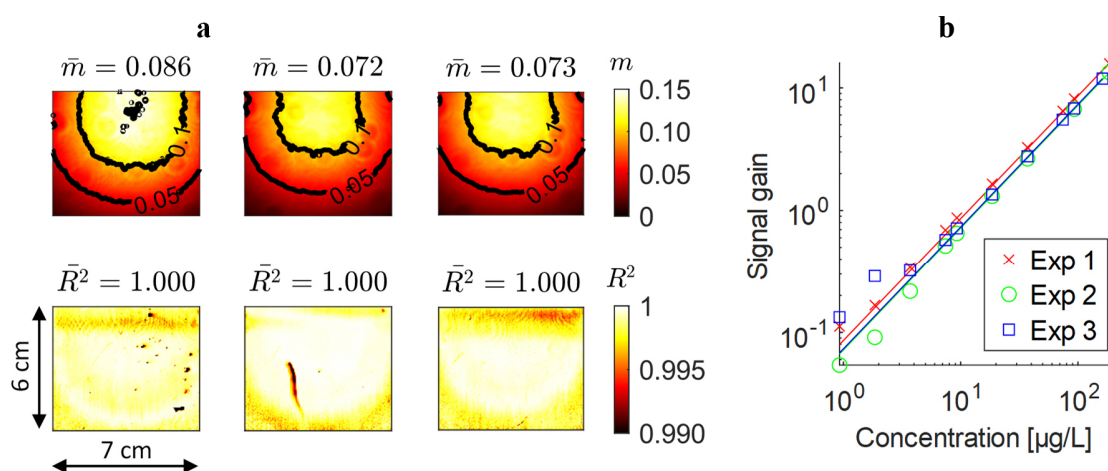 a
b
m̄ = 0.086
m̄ = 0.072
m̄ = 0.073
m
0.1
0.05
0.1
0.05
0.1
0.05
0.15
0.10
0.05
0
R̄² = 1.000
R̄² = 1.000
R̄² = 1.000
R²
1
0.995
0.990
6 cm
7 cm
Signal gain
10¹
10⁰
10⁻¹
Exp 1
Exp 2
Exp 3
10⁰
10¹
10²
Concentration [µg/L]